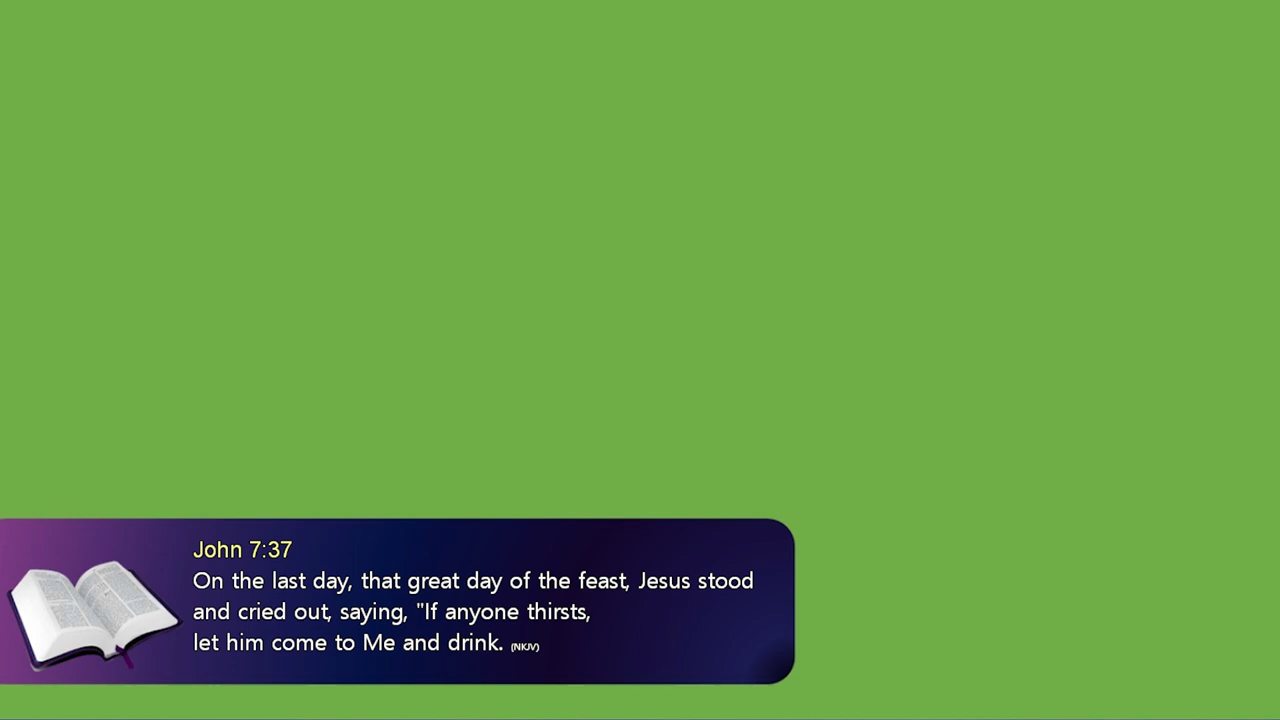 John 7:37
On the last day, that great day of the feast, Jesus stood
and cried out, saying, "If anyone thirsts,
let him come to Me and drink. (NKJV)